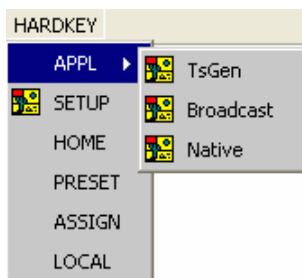 HARDKEY
APPL
TsGen
SETUP
Broadcast
HOME
Native
PRESET
ASSIGN
LOCAL